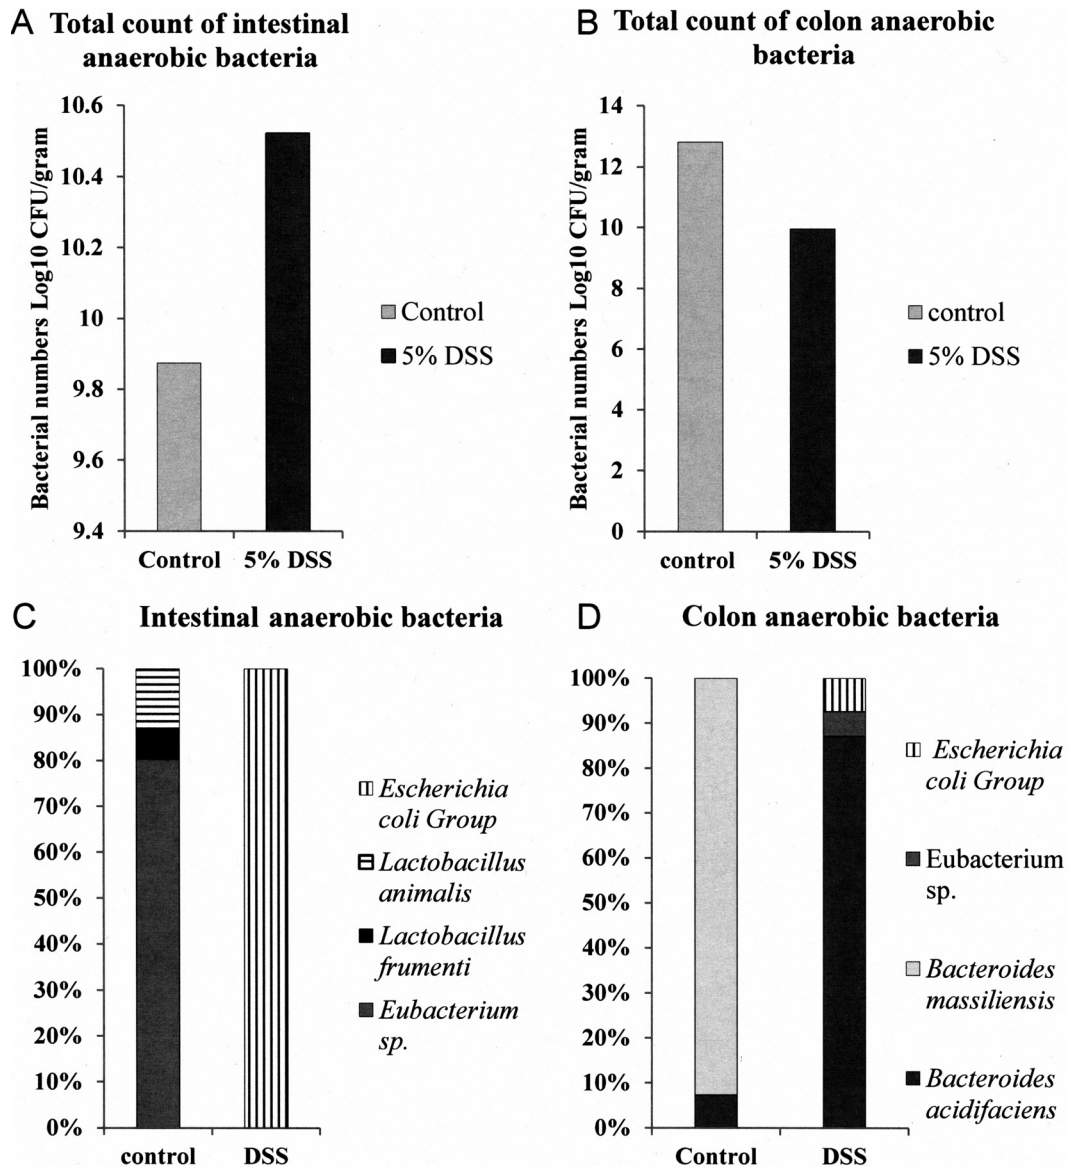 A Total count of intestinal
anaerobic bacteria
Bacterial numbers Log10 CFU/gram
10.6
10.4
10.2
10
9.8
9.6
9.4
Control
5% DSS
Control 5% DSS
B Total count of colon anaerobic
bacteria
Bacterial numbers Log10 CFU/gram
14
12
10
8
6
4
2
0
control
5% DSS
control 5% DSS
C Intestinal anaerobic bacteria
100%
90%
80%
70%
60%
50%
40%
30%
20%
10%
0%
Escherichia
coli Group
Lactobacillus
animalis
Lactobacillus
frumenti
Eubacterium
sp.
control DSS
D Colon anaerobic bacteria
100%
90%
80%
70%
60%
50%
40%
30%
20%
10%
0%
Escherichia
coli Group
Eubacterium
sp.
Bacteroides
massiliensis
Bacteroides
acidifaciens
Control DSS